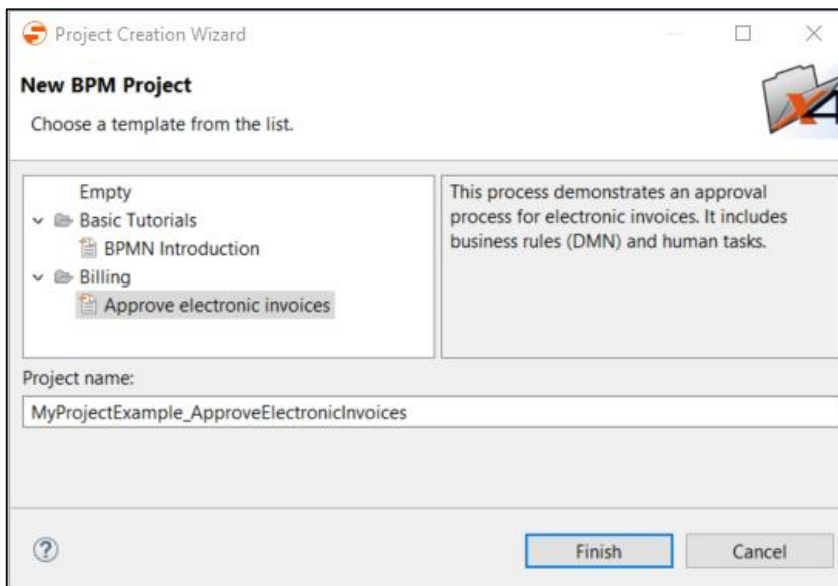 Project Creation Wizard
New BPM Project
Choose a template from the list.
X4
Empty
Basic Tutorials
BPMN Introduction
Billing
Approve electronic invoices
This process demonstrates an approval
process for electronic invoices. It includes
business rules (DMN) and human tasks.
Project name:
MyProjectExample_ApproveElectronicInvoices
?
Finish
Cancel